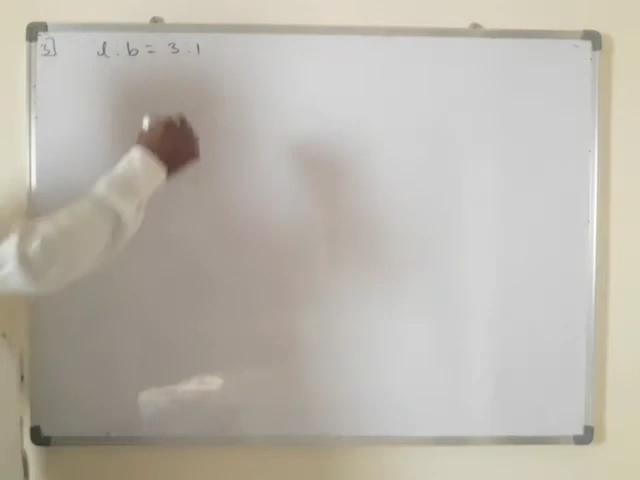 3] l . b = 3 . 1